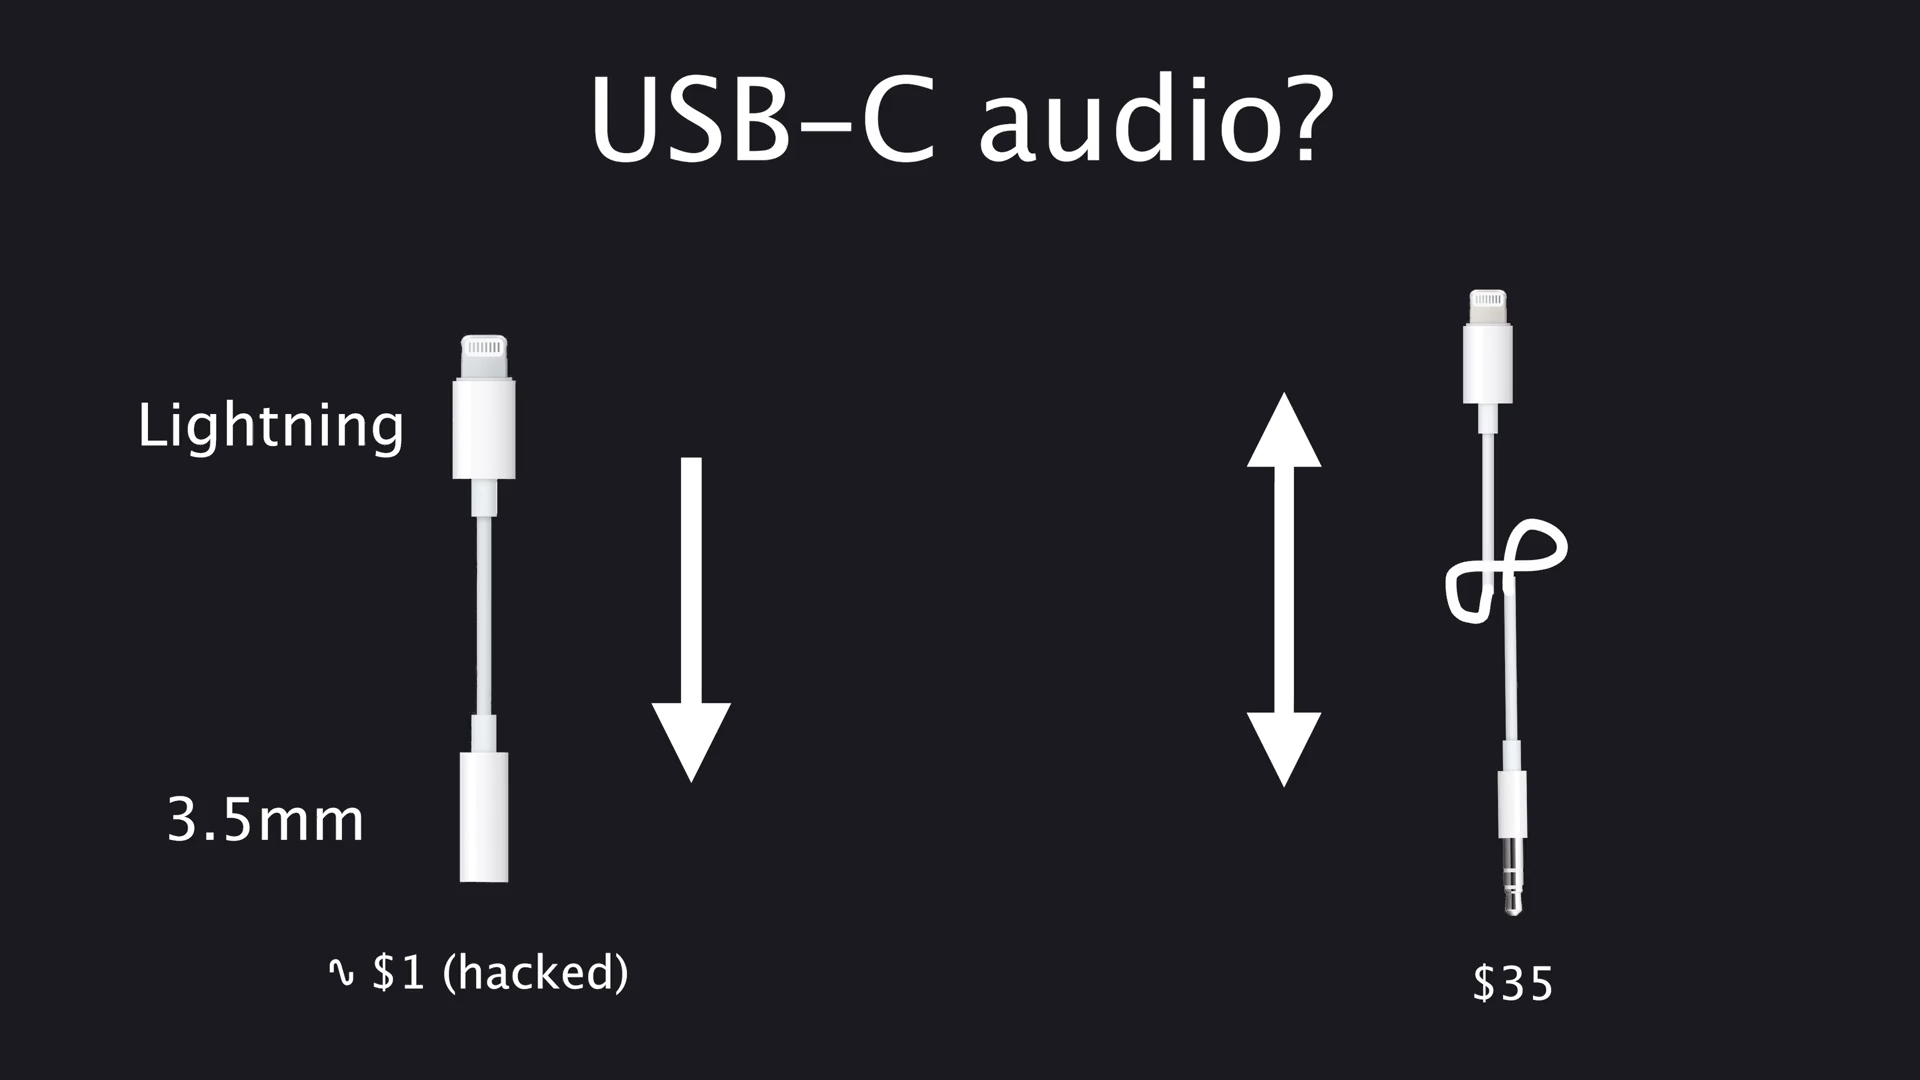 USB-C audio?
Lightning
3.5mm
∿ $1 (hacked)
$35